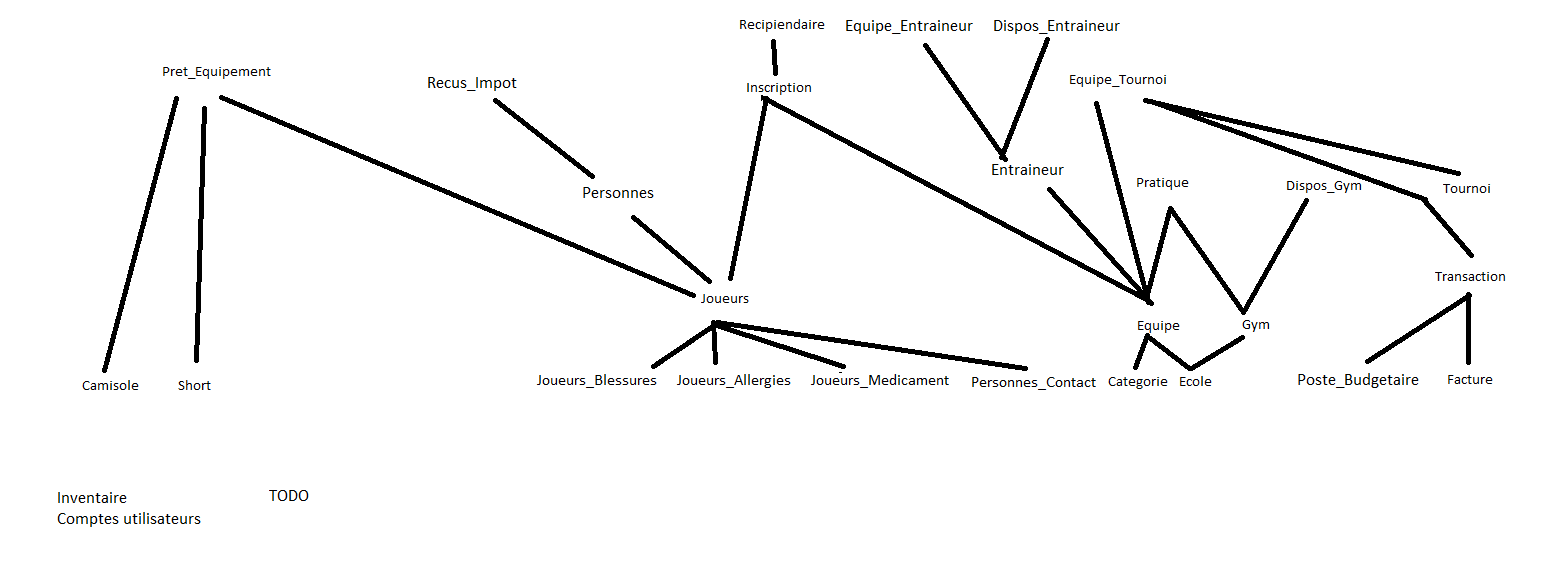 Recipiendaire
Equipe_Entraineur
Dispos_Entraineur
Pret_Equipement
Recus_Impot
Inscription
Equipe_Tournoi
Entraineur
Pratique
Dispos_Gym
Tournoi
Personnes
Transaction
Joueurs
Equipe
Gym
Camisole
Short
Joueurs_Blessures
Joueurs_Allergies
Joueurs_Medicament
Personnes_Contact
Categorie
Ecole
Poste_Budgetaire
Facture
Inventaire
TODO
Comptes utilisateurs